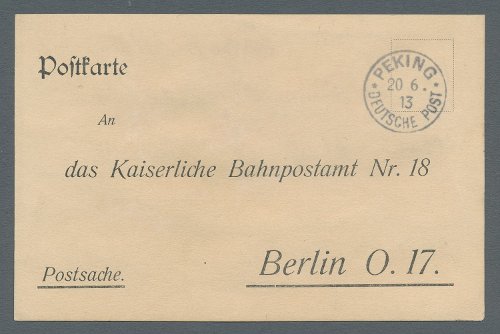 Postkarte
* PEKING *
20 6.
13
DEUTSCHE POST
An
das Kaiserliche Bahnpostamt Nr. 18
Berlin O. 17.
Postsache.